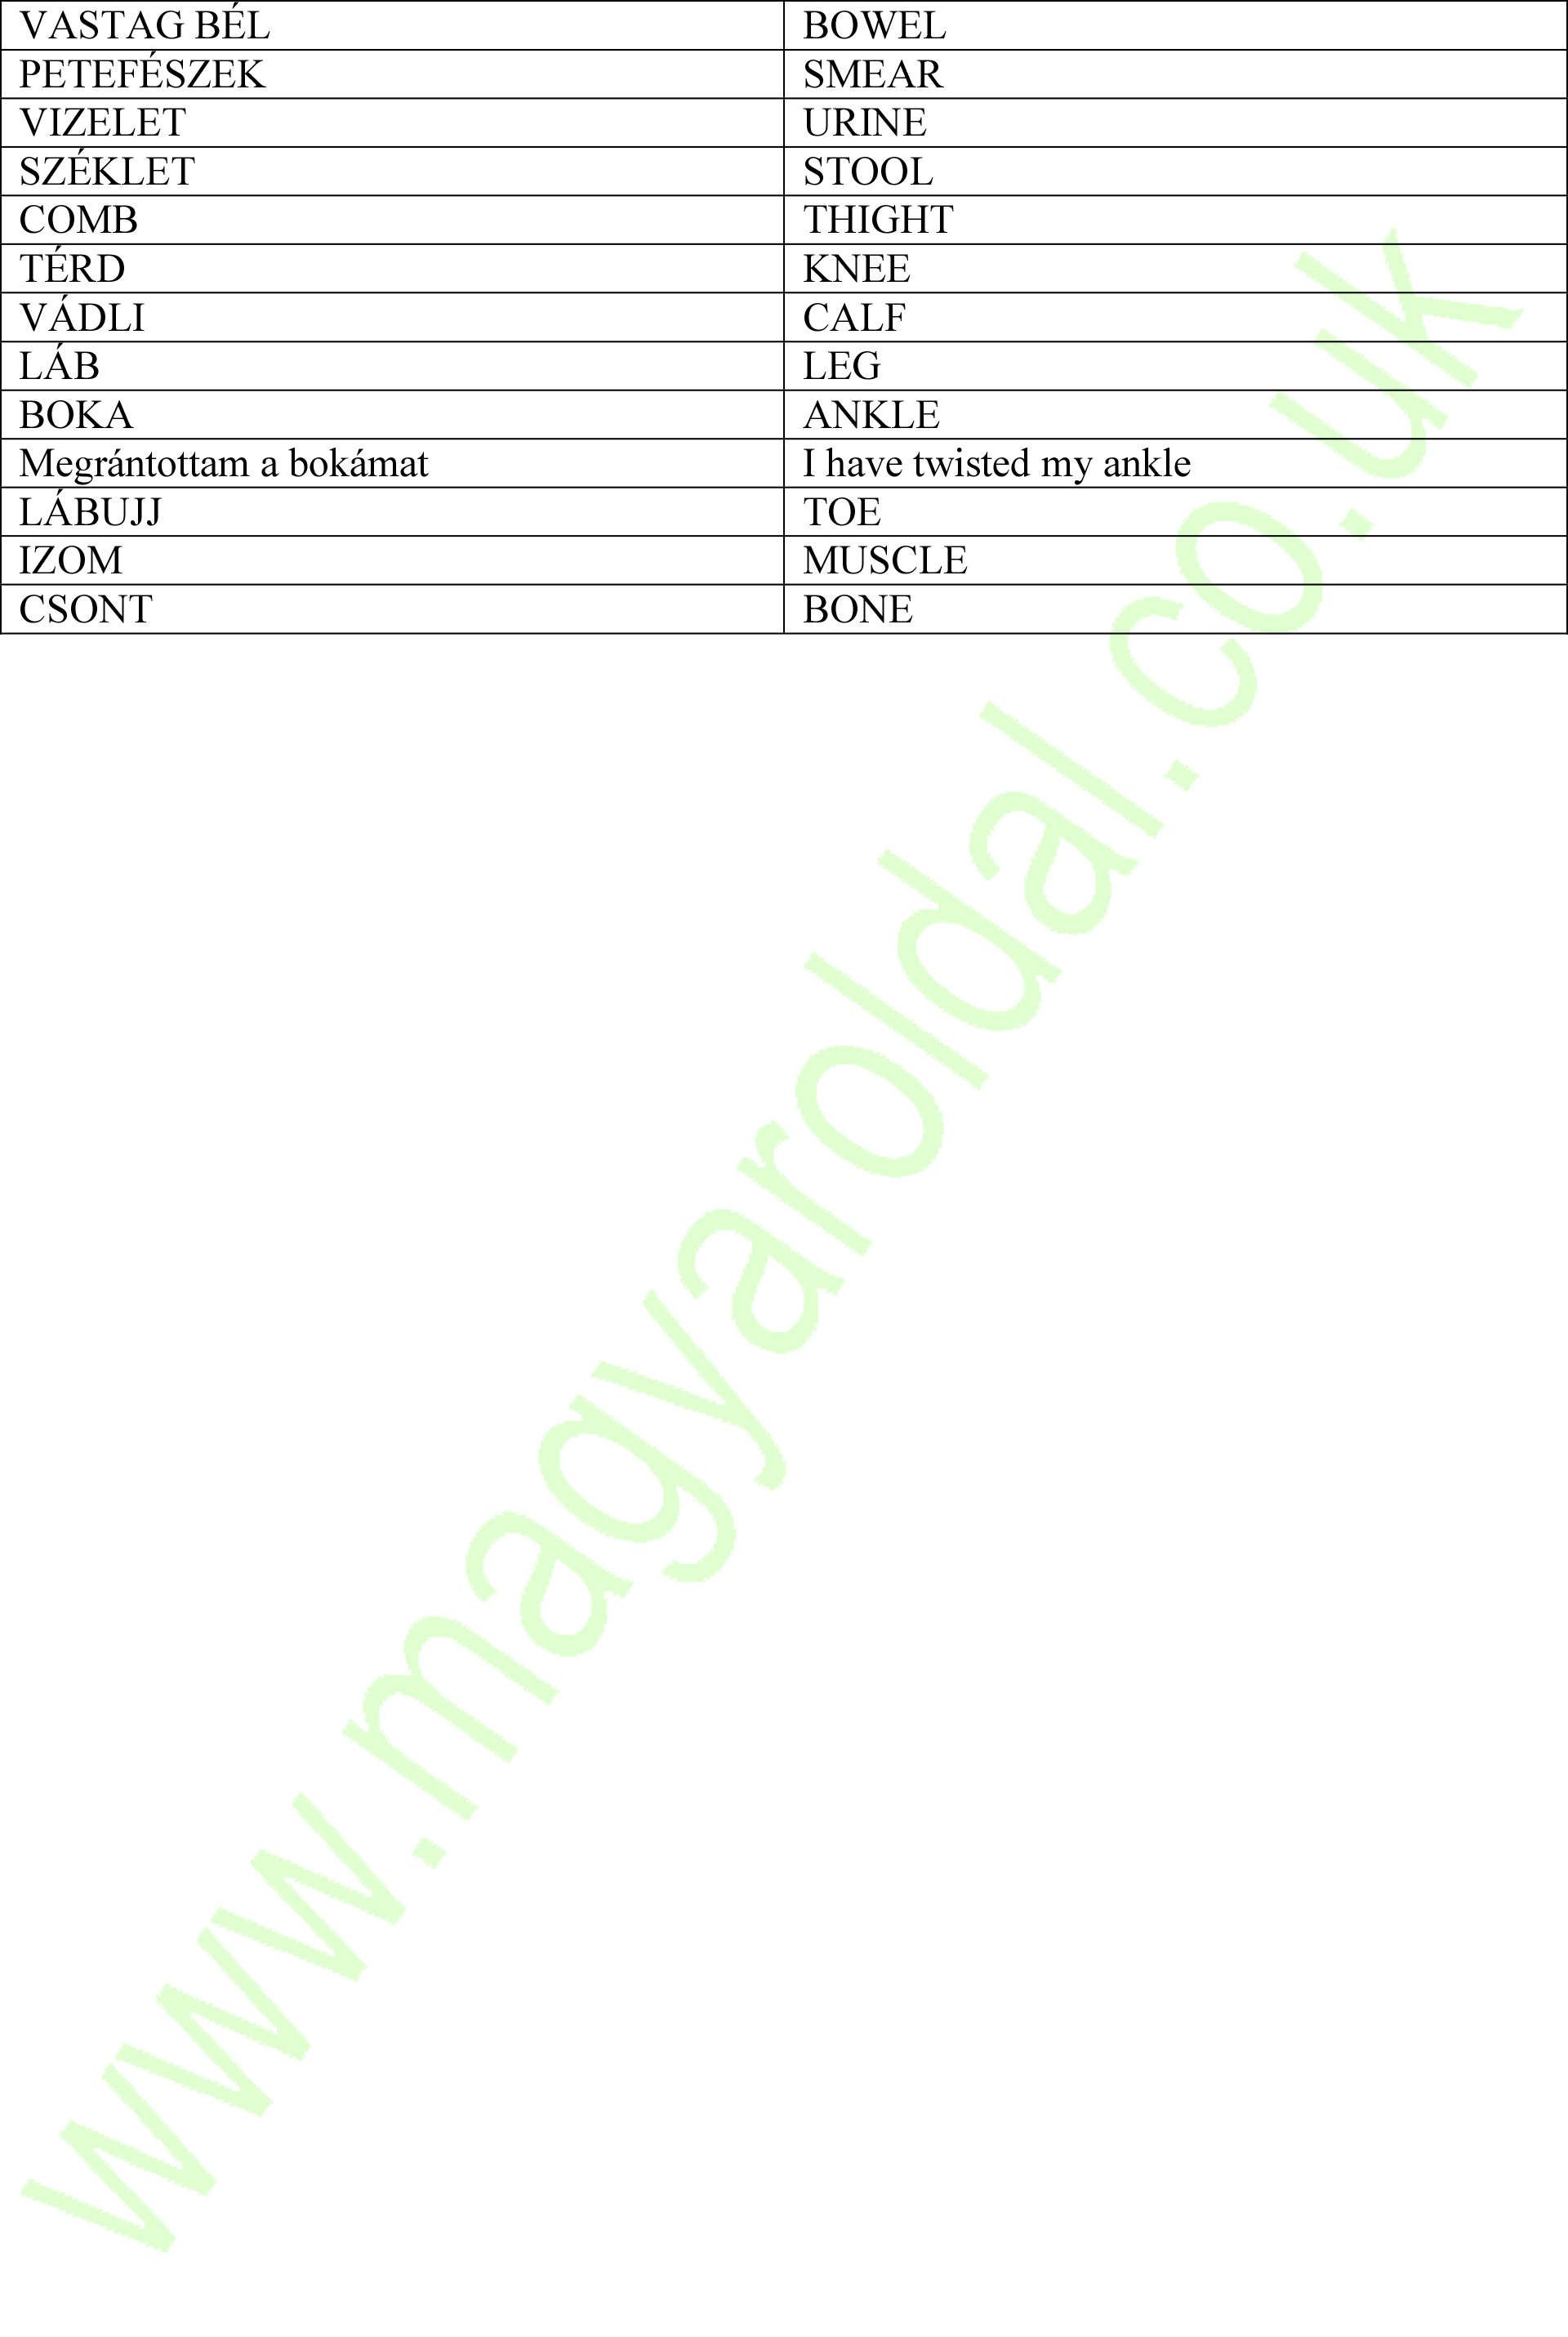 VASTAG BÉL BOWEL
PETEFÉSZEK SMEAR
VIZELET URINE
SZÉKLET STOOL
COMB THIGHT
TÉRD KNEE
VÁDLI CALF
LÁB LEG
BOKA ANKLE
Megrántottam a bokámat I have twisted my ankle
LÁBUJJ TOE
IZOM MUSCLE
CSONT BONE
www.magyaroldal.co.uk